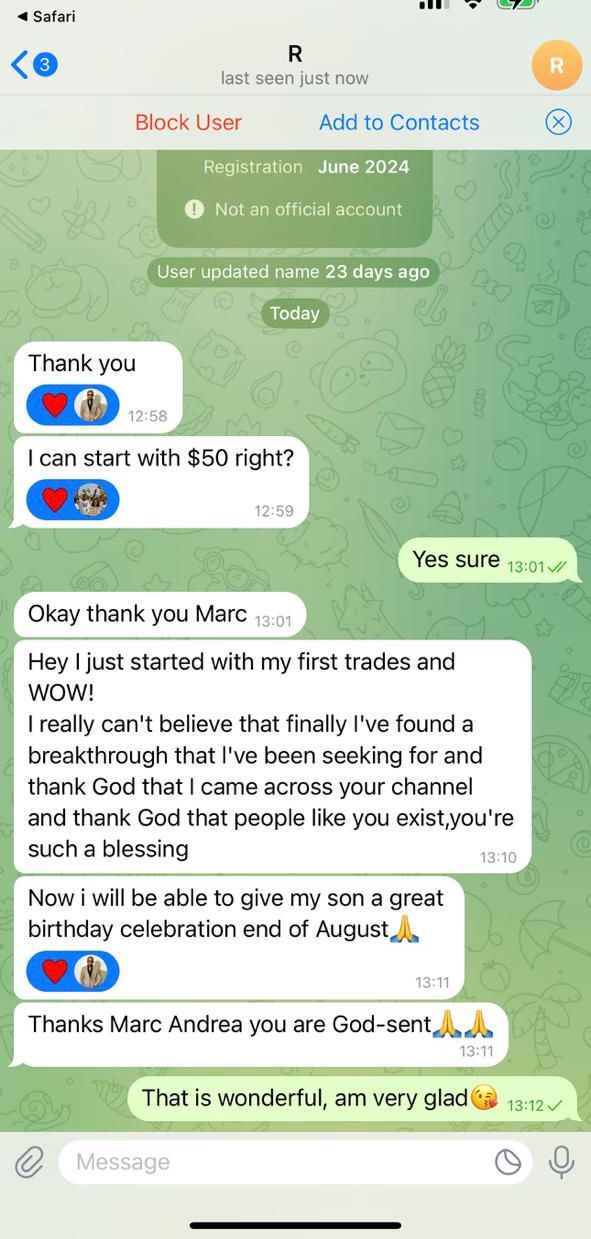 ◀ Safari
3
R
last seen just now
R
Block User
Add to Contacts
Registration June 2024
! Not an official account
User updated name 23 days ago
Today
Thank you
12:58
I can start with $50 right?
12:59
Yes sure 13:01
Okay thank you Marc 13:01
Hey I just started with my first trades and
WOW!
I really can't believe that finally I've found a
breakthrough that I've been seeking for and
thank God that I came across your channel
and thank God that people like you exist,you're
such a blessing
13:10
Now i will be able to give my son a great
birthday celebration end of August🙏
13:11
Thanks Marc Andrea you are God-sent🙏🙏
13:11
That is wonderful, am very glad😘 13:12
Message